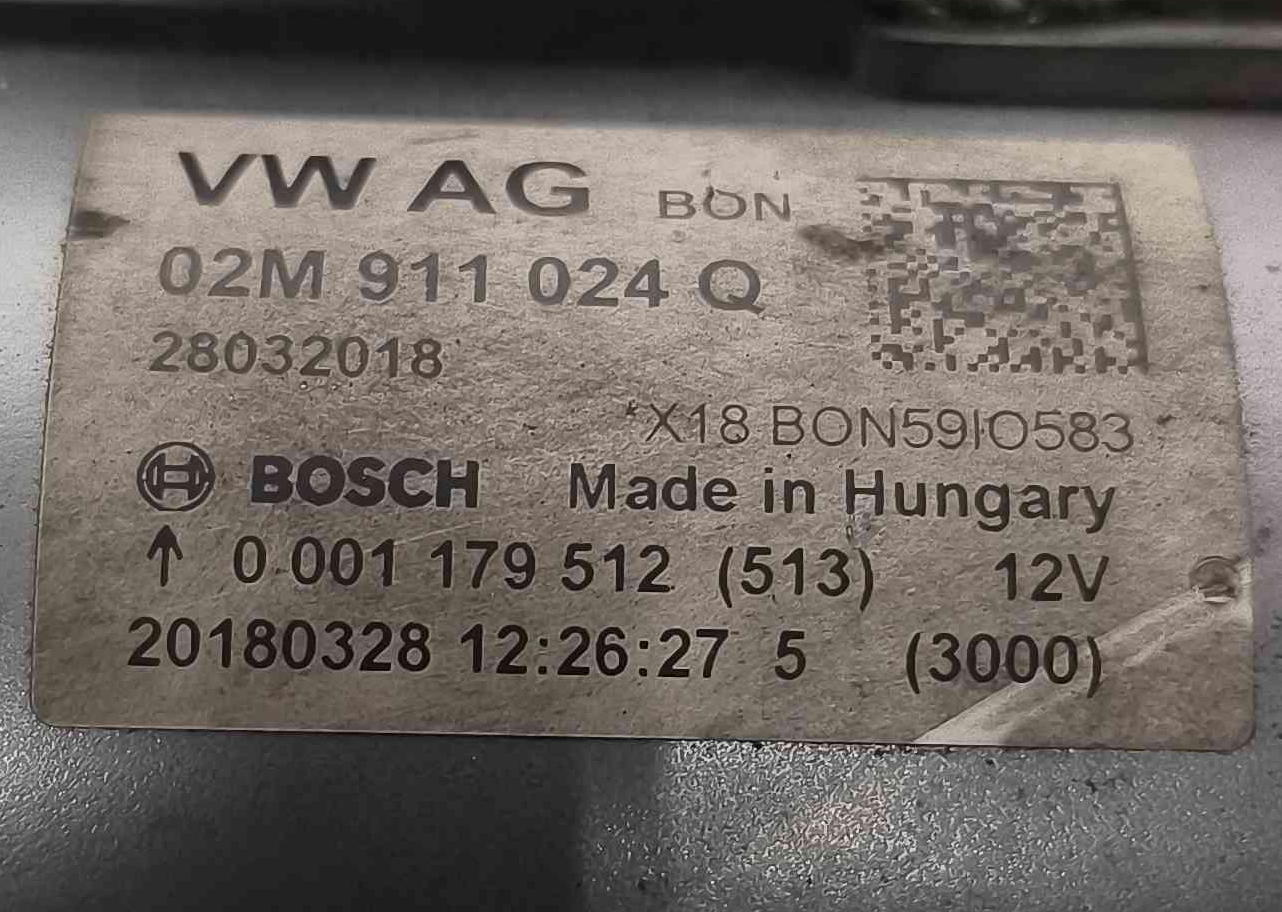 VW AG BON
02M 911 024 Q
28032018
*X18 BON59IO583
BOSCH Made in Hungary
↑ 0 001 179 512 (513) 12V
20180328 12:26:27 5 (3000)